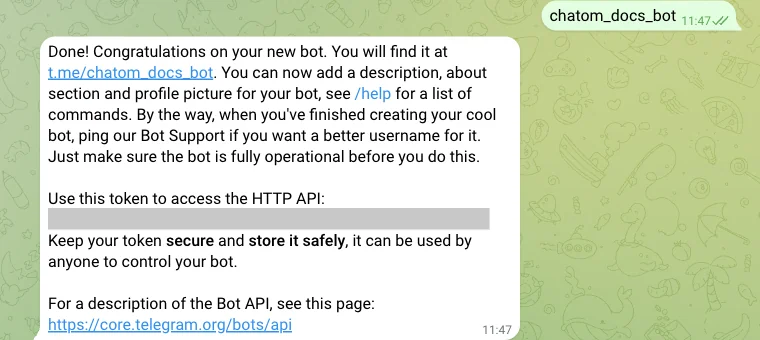 chatom_docs_bot 11:47
Done! Congratulations on your new bot. You will find it at
t.me/chatom_docs_bot. You can now add a description, about
section and profile picture for your bot, see /help for a list of
commands. By the way, when you've finished creating your cool
bot, ping our Bot Support if you want a better username for it.
Just make sure the bot is fully operational before you do this.
Use this token to access the HTTP API:
Keep your token secure and store it safely, it can be used by
anyone to control your bot.
For a description of the Bot API, see this page:
https://core.telegram.org/bots/api
11:47